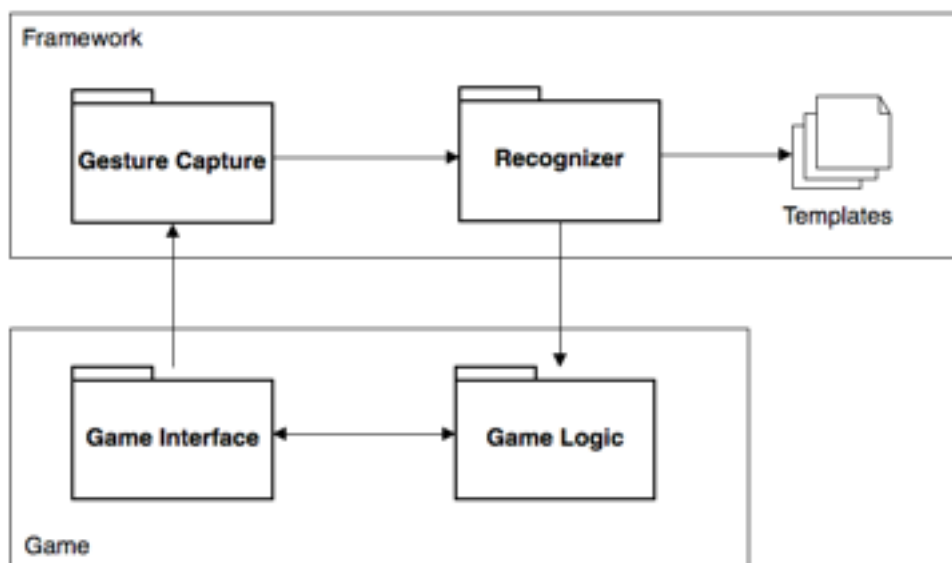 Framework
Gesture Capture
Recognizer
Templates
Game Interface
Game Logic
Game